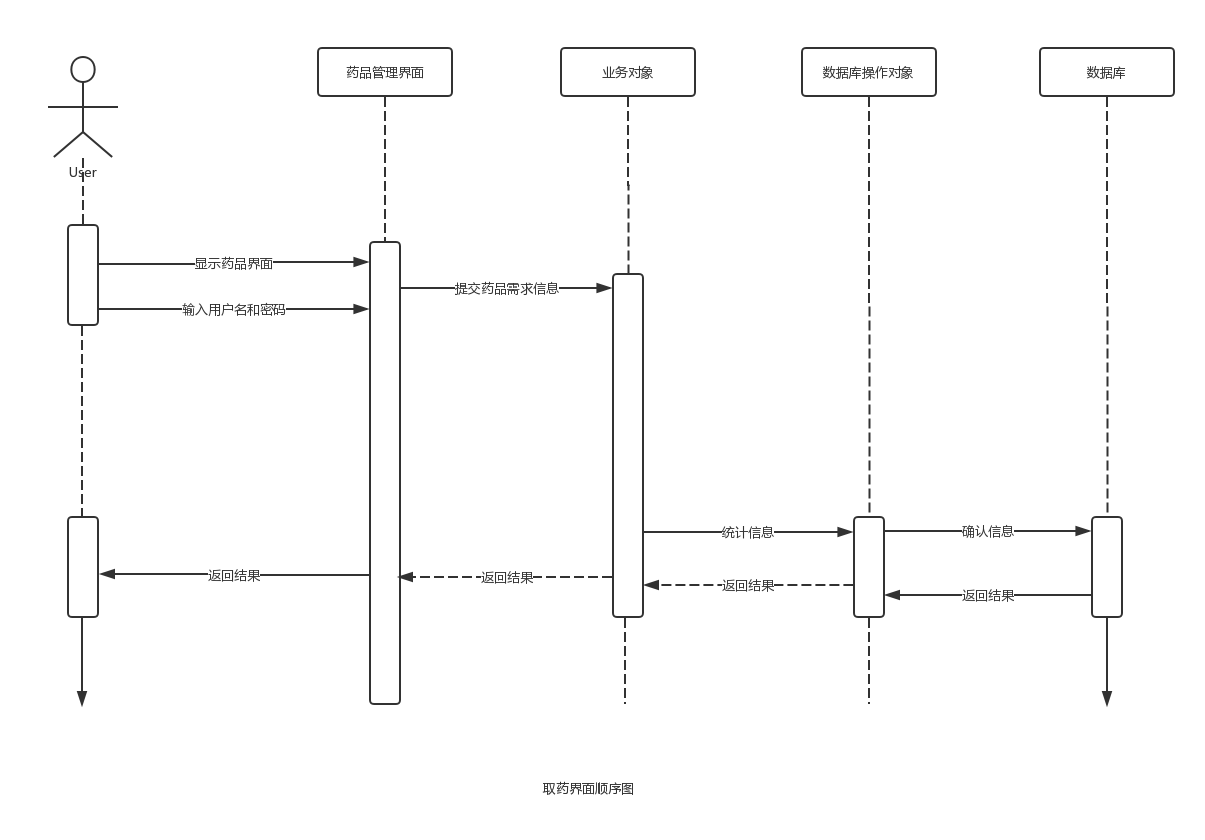 药品管理界面
业务对象
数据库操作对象
数据库
User
显示药品界面
提交药品需求信息
输入用户名和密码
统计信息
确认信息
返回结果
返回结果
返回结果
返回结果
取药界面顺序图